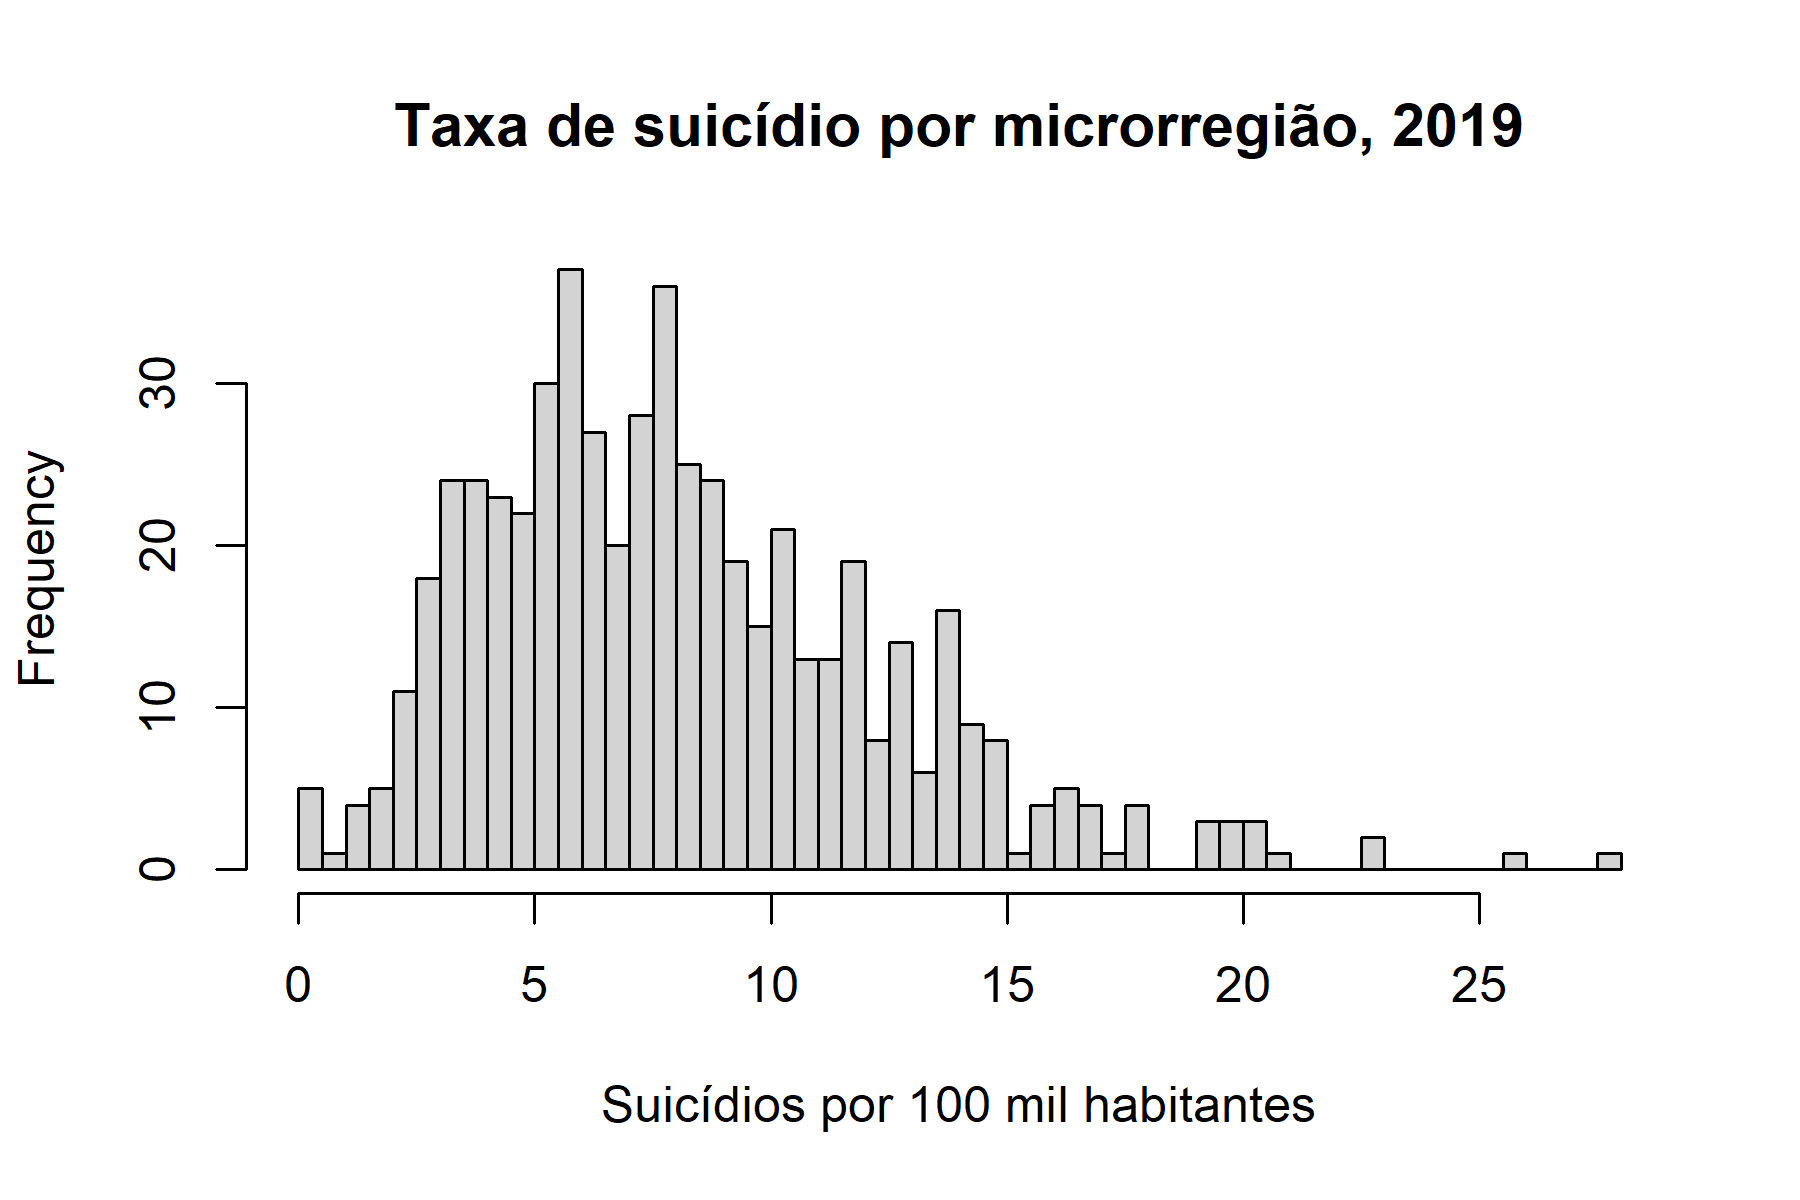 Taxa de suicídio por microrregião, 2019
Frequency
30
20
10
0
0 5 10 15 20 25
Suicídios por 100 mil habitantes